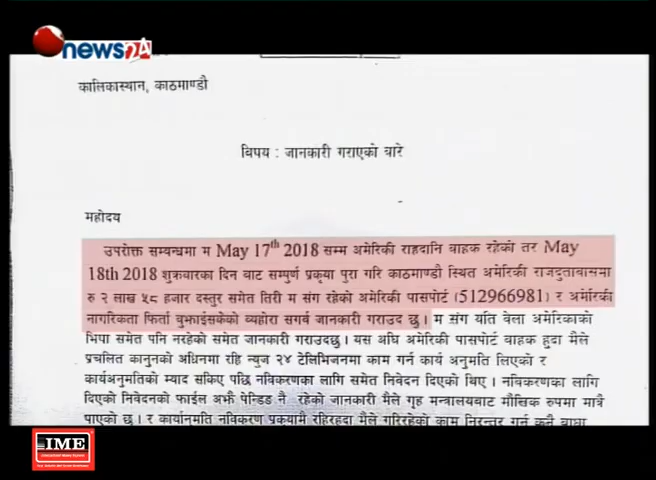 news24
कालिकास्थान, काठमाण्डौ
बिषय : जानकारी गराएको बारे
महोदय
उपरोक्त सम्बन्धमा म May 17th 2018 सम्म अमेरिकी राहदानि बाहक रहेको तर May
18th 2018 शुक्रवारका दिन बाट सम्पुर्ण प्रकृया पुरा गरि काठमाण्डौ स्थित अमेरिकी राजदुतावासमा
रु २ लाख ५८ हजार दस्तुर समेत तिरी म संग रहेको अमेरिकी पासपोर्ट (512966981) र अमेरिकी
नागरिकता फिर्ता बुझाईसकेको व्यहोरा सगर्व जानकारी गराउद छु। म संग यति वेला अमेरिकाको
भिषा समेत पनि नरहेको समेत जानकारी गराउदछु। यस अघि अमेरिकी पासपोर्ट वाहक हुदा मैले
प्रचलित कानुनको अधिनमा रहि न्युज २४ टेलिभिजनमा काम गर्न कार्य अनुमति लिएको र
कार्यअनुमतिको म्याद सकिए पछि नविकरणका लागि समेत निवेदन दिएको थिए। नविकरणका लागि
दिएको निवेदनको फाईल अझै पेन्डिङ नै रहेको जानकारी मैले गृह मन्त्रालयबाट मौखिक रुपमा मात्रै
पाएको छु। र कार्यानुमति नविकरण प्रकृयामै रहिरहदा मैले गरिरहेको काम निरन्तर गर्न कुनै बाधा
IME